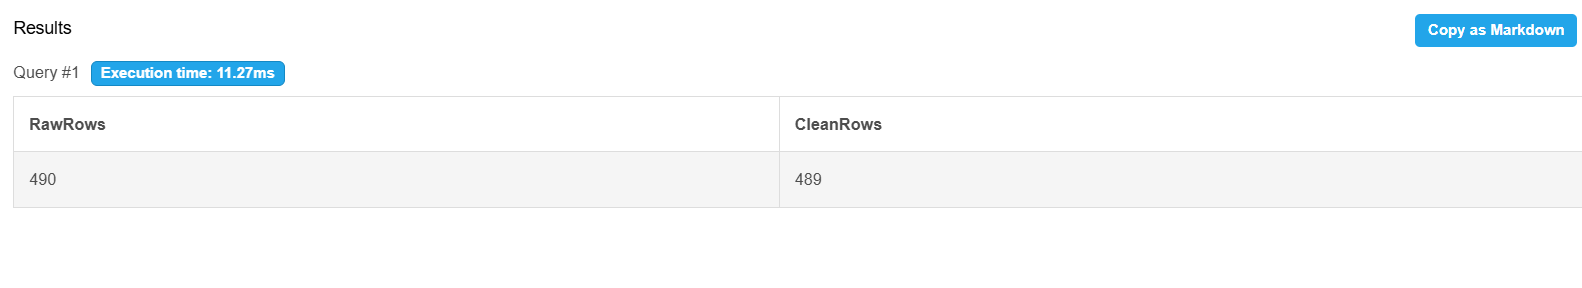 Results
Copy as Markdown
Query #1 Execution time: 11.27ms
RawRows CleanRows
490 489